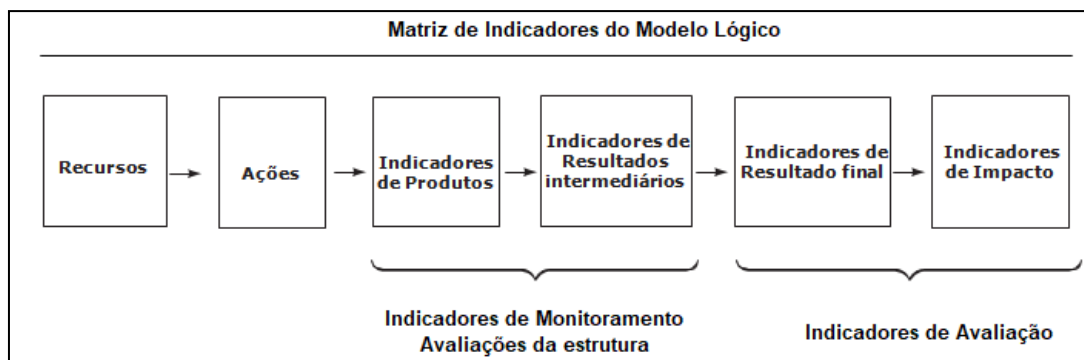 Matriz de Indicadores do Modelo Lógico
Recursos
Ações
Indicadores
de Produtos
Indicadores de
Resultados
intermediários
Indicadores de
Resultado final
Indicadores
de Impacto
Indicadores de Monitoramento
Avaliações da estrutura
Indicadores de Avaliação